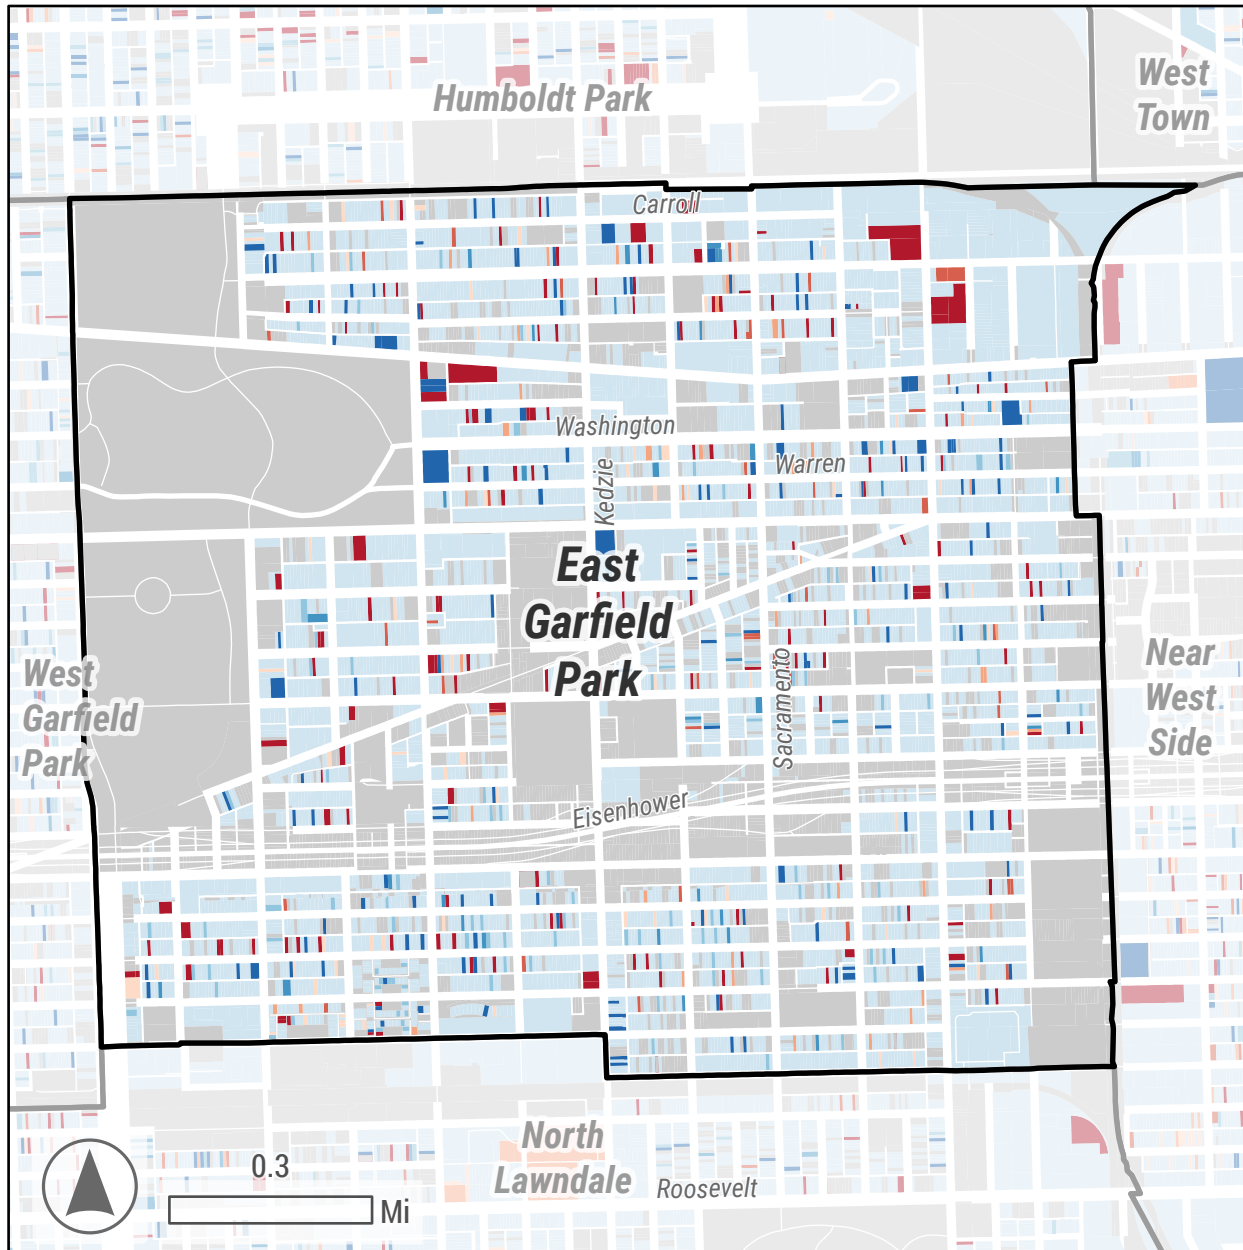 Humboldt Park
West
Town
Carroll
Washington
Warren
Kedzie
East
Garfield
Park
Sacramento
West
Garfield
Park
Near
West
Side
Eisenhower
North
Lawndale
Roosevelt
0.3
Mi